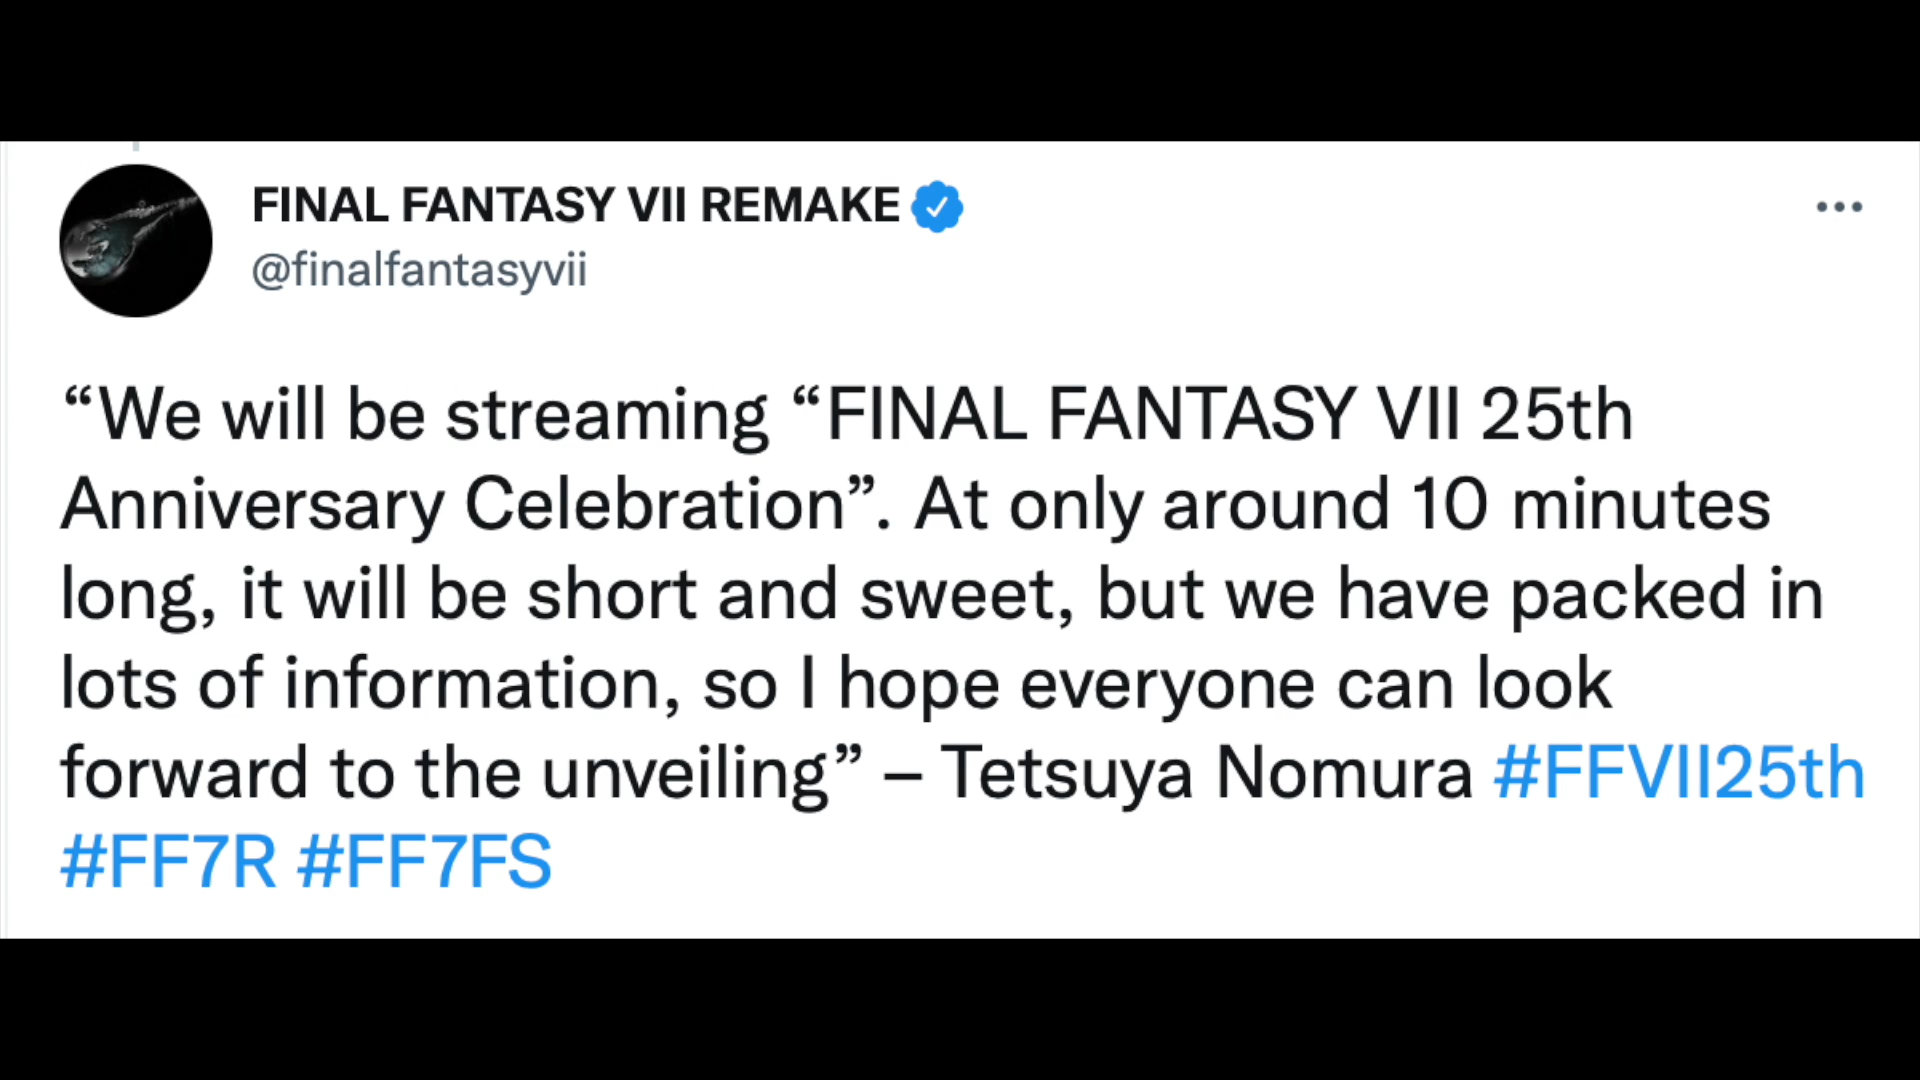 FINAL FANTASY VII REMAKE
@finalfantasyvii
“We will be streaming “FINAL FANTASY VII 25th
Anniversary Celebration”. At only around 10 minutes
long, it will be short and sweet, but we have packed in
lots of information, so I hope everyone can look
forward to the unveiling” – Tetsuya Nomura #FFVII25th
#FF7R #FF7FS